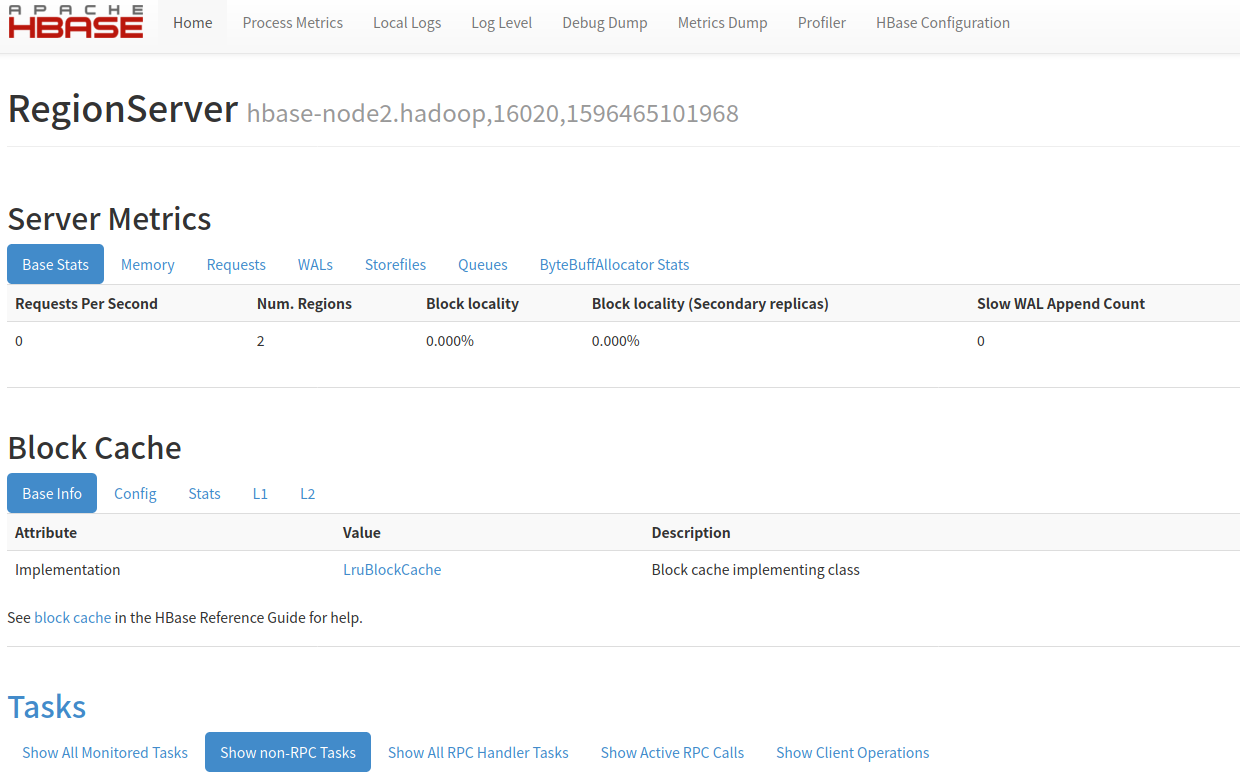 APACHE
HBASE Home Process Metrics Local Logs Log Level Debug Dump Metrics Dump Profiler HBase Configuration
RegionServer hbase-node2.hadoop,16020,1596465101968
Server Metrics
Base Stats Memory Requests WALs Storefiles Queues ByteBuffAllocator Stats
Requests Per Second Num. Regions Block locality Block locality (Secondary replicas) Slow WAL Append Count
0 2 0.000% 0.000% 0
Block Cache
Base Info Config Stats L1 L2
Attribute Value Description
Implementation LruBlockCache Block cache implementing class
See block cache in the HBase Reference Guide for help.
Tasks
Show All Monitored Tasks Show non-RPC Tasks Show All RPC Handler Tasks Show Active RPC Calls Show Client Operations